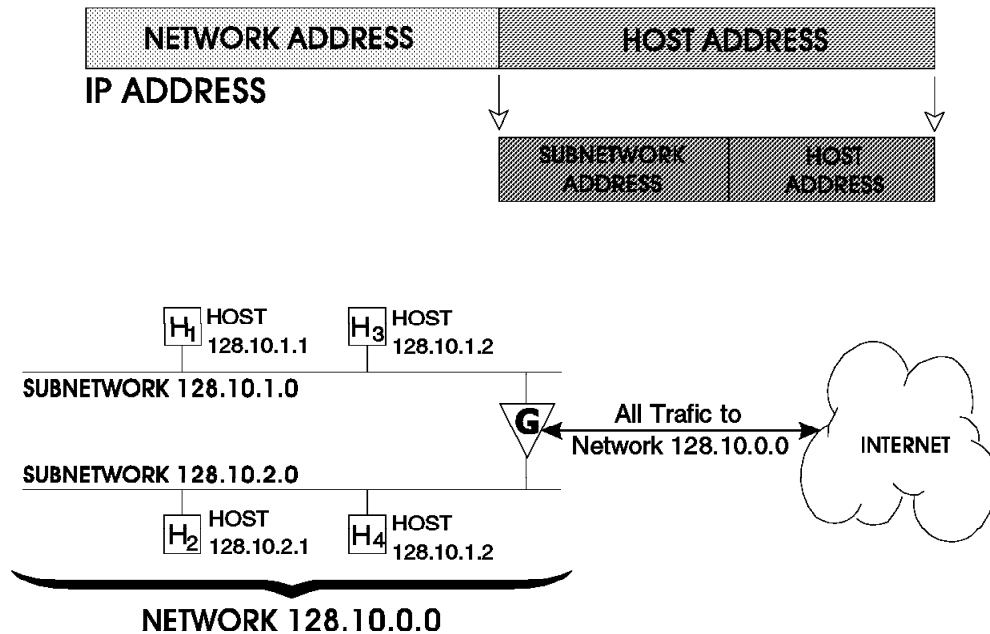 NETWORK ADDRESS
HOST ADDRESS
IP ADDRESS
SUBNETWORK
ADDRESS
HOST
ADDRESS
H1
HOST
128.10.1.1
H3
HOST
128.10.1.2
SUBNETWORK 128.10.1.0
G
All Trafic to
Network 128.10.0.0
INTERNET
SUBNETWORK 128.10.2.0
H2
HOST
128.10.2.1
H4
HOST
128.10.1.2
NETWORK 128.10.0.0